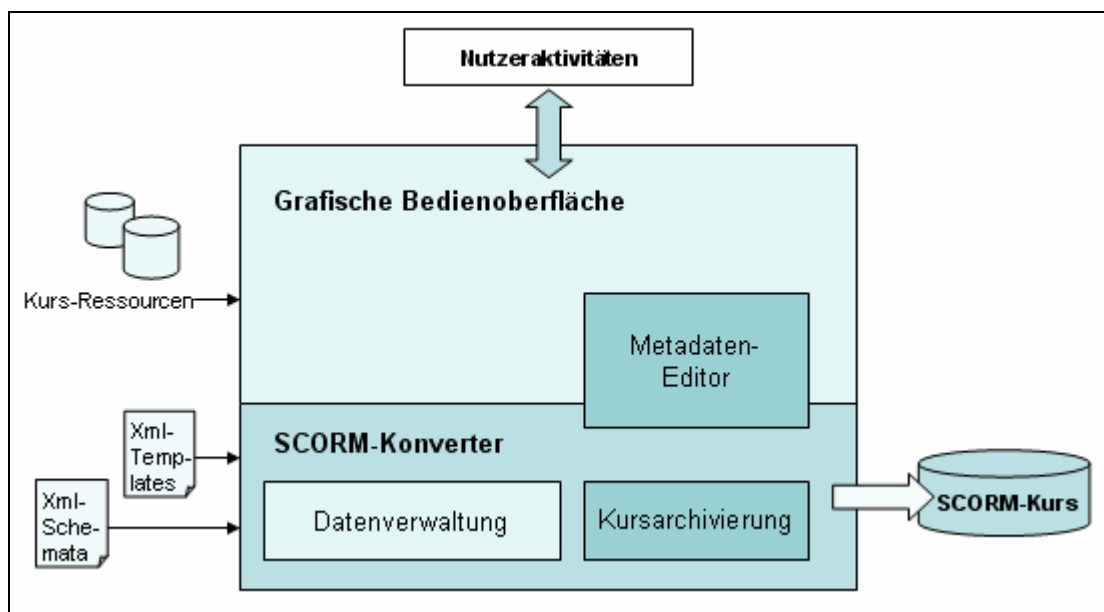 Nutzeraktivitäten
Grafische Bedienoberfläche
Kurs-Ressourcen
Metadaten-
Editor
Xml-
Temp-
lates
SCORM-Konverter
Xml-
Sche-
mata
Datenverwaltung
Kursarchivierung
SCORM-Kurs